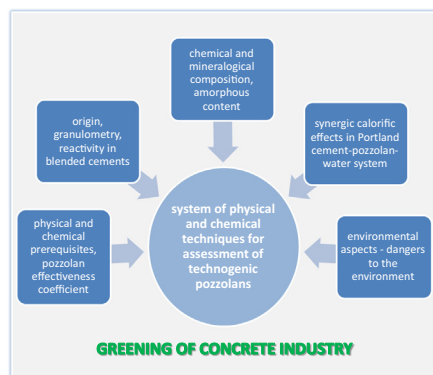 chemical and
mineralogical
composition,
amorphous
content
origin,
granulometry,
reactivity in
blended cements
synergic calorific
effects in Portland
cement-pozzolan-
water system
physical and
chemical
prerequisites,
pozzolan
effectiveness
coefficient
system of physical
and chemical
techniques for
assessment of
technogenic
pozzolans
environmental
aspects - dangers
to the
environment
GREENING OF CONCRETE INDUSTRY